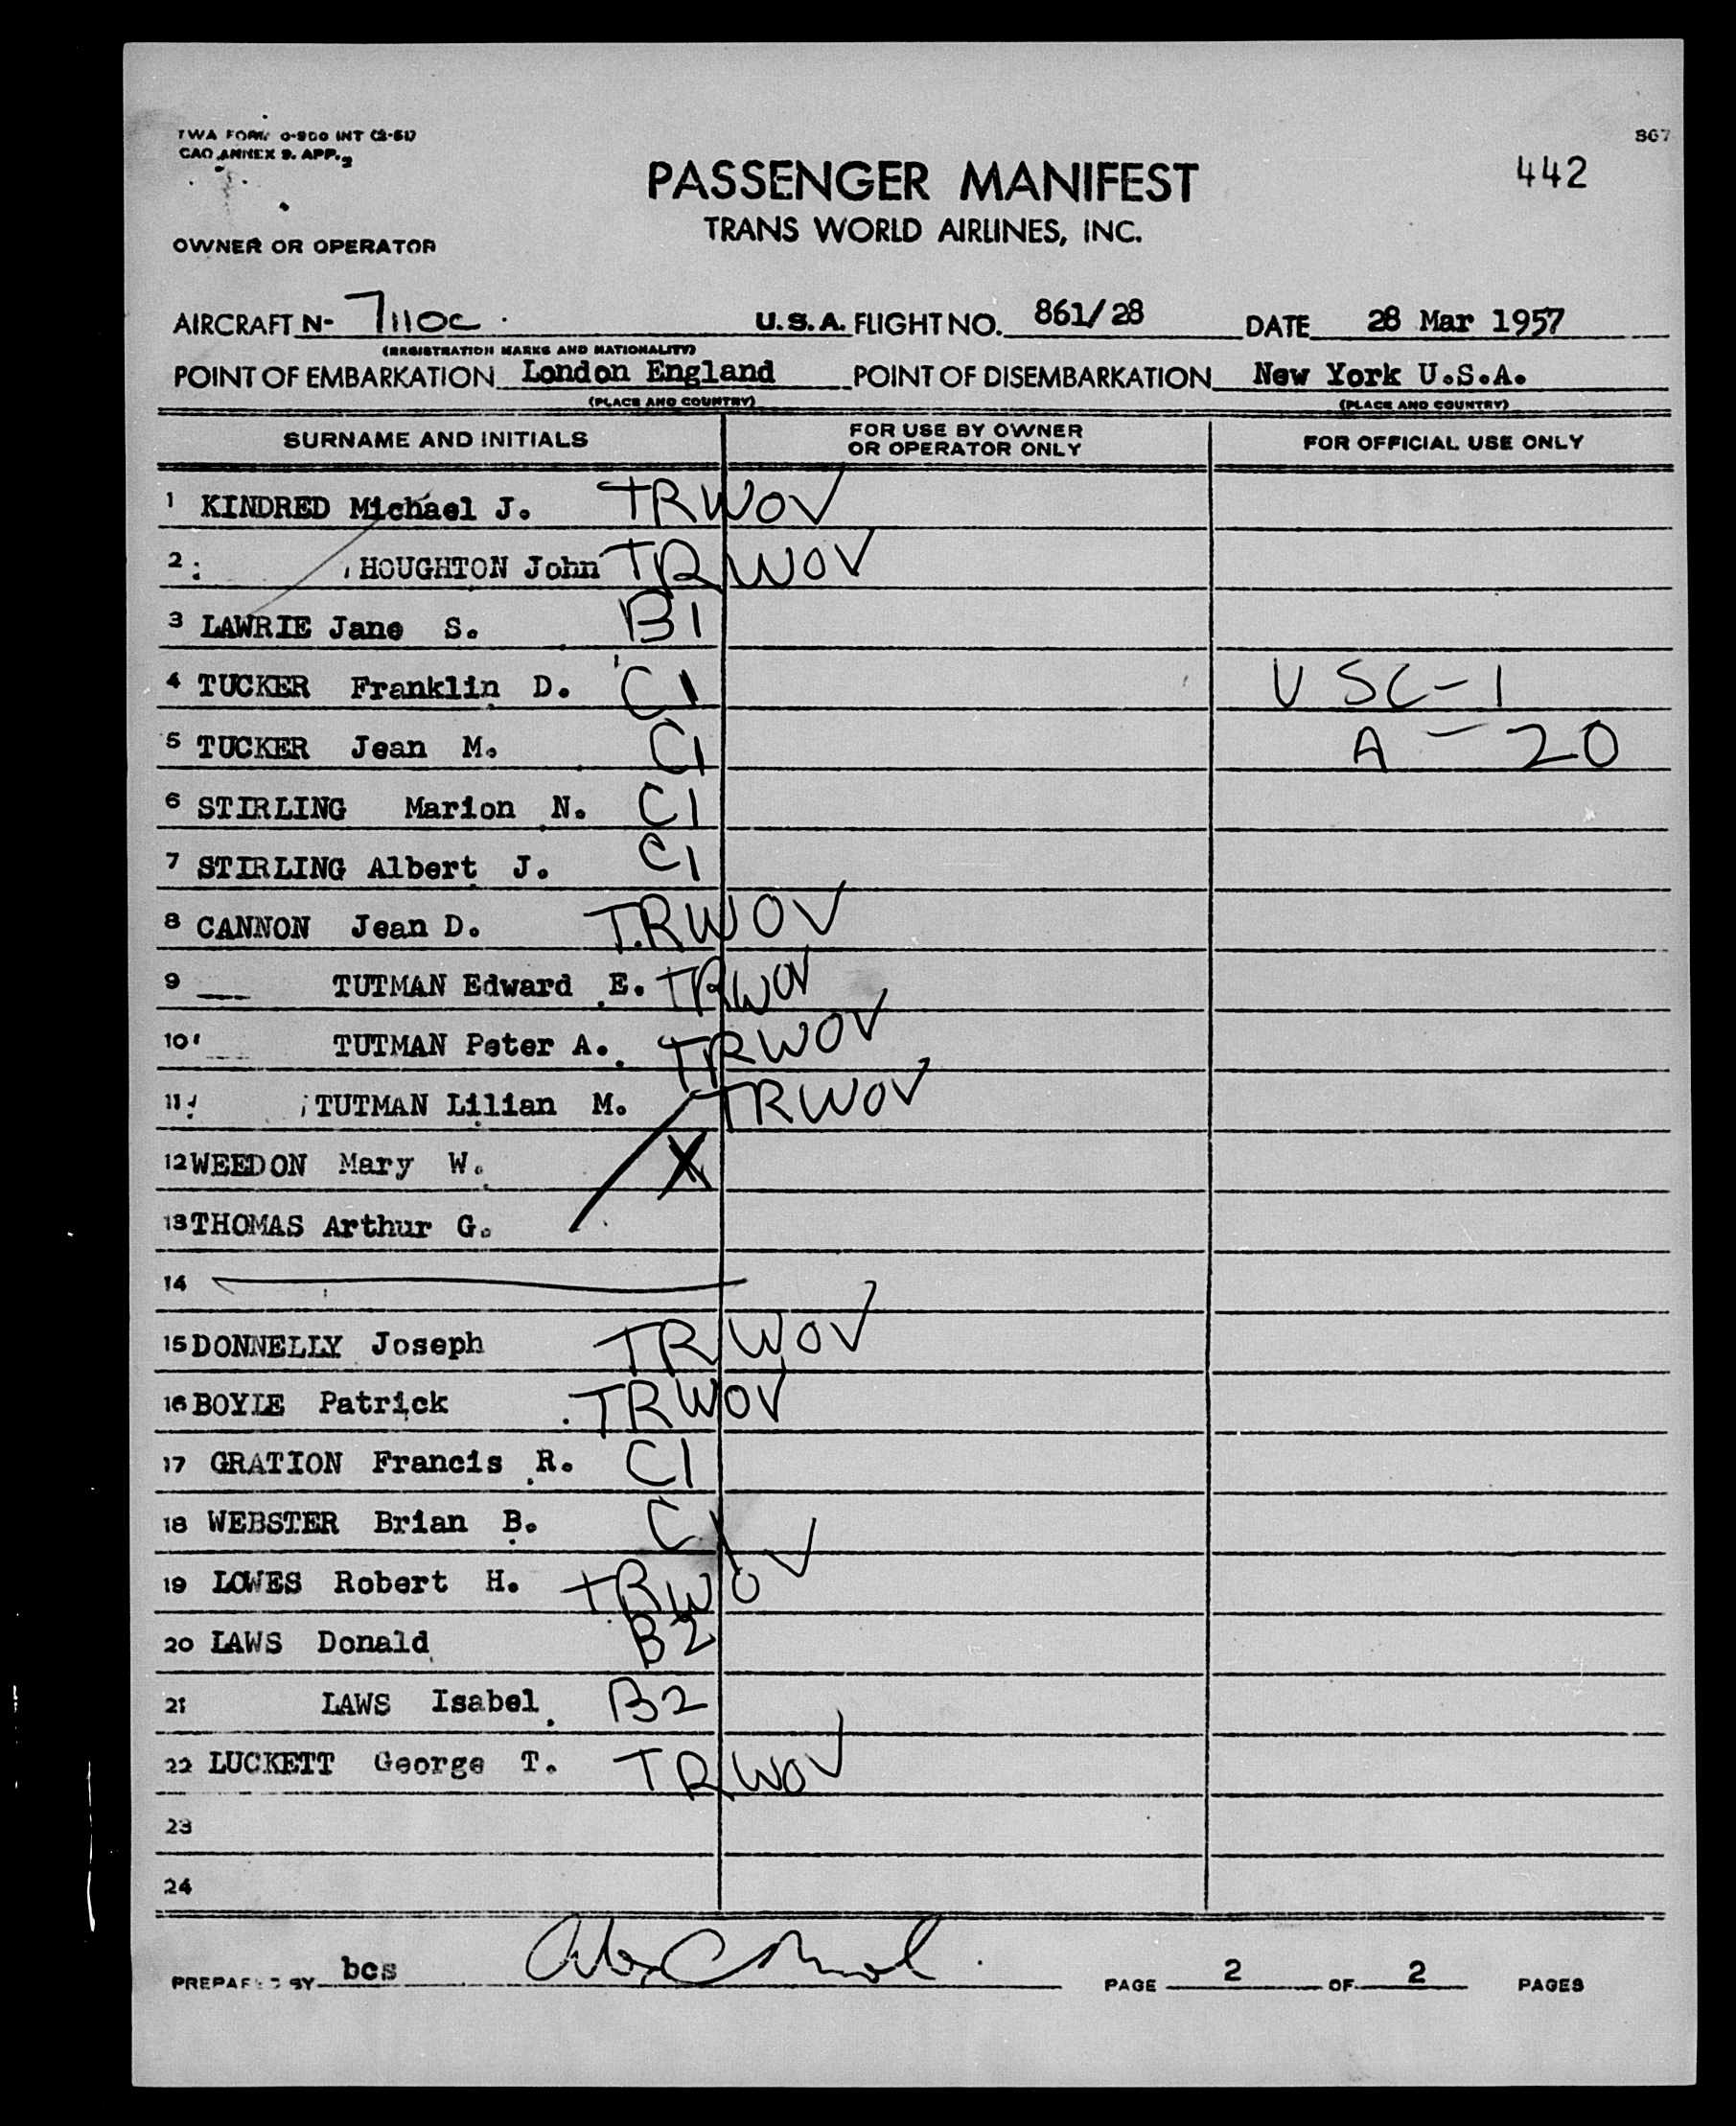 TWA FORM 0-900 INT (2-51)
CAO ANNEX 9. APP. 3
867
442
PASSENGER MANIFEST
TRANS WORLD AIRLINES, INC.
OWNER OR OPERATOR
AIRCRAFT N- 7110C U.S.A. FLIGHT NO. 861/28 DATE 28 Mar 1957
(REGISTRATION MARKS AND NATIONALITY)
POINT OF EMBARKATION London England POINT OF DISEMBARKATION New York U.S.A.
(PLACE AND COUNTRY) (PLACE AND COUNTRY)
SURNAME AND INITIALS FOR USE BY OWNER OR OPERATOR ONLY FOR OFFICIAL USE ONLY
1 KINDRED Michael J. TRWOV
2 HOUGHTON John TRWOV
3 LAWRIE Jane S. B1
4 TUCKER Franklin D. C1 USC-1
5 TUCKER Jean M. C1 A-20
6 STIRLING Marion N. C1
7 STIRLING Albert J. C1
8 CANNON Jean D. TRWOV
9 TUTMAN Edward E. TRWOV
10 TUTMAN Peter A. TRWOV
11 TUTMAN Lilian M. TRWOV
12 WEEDON Mary W. X
13 THOMAS Arthur G.
14
15 DONNELLY Joseph TRWOV
16 BOYLE Patrick TRWOV
17 GRATION Francis R. C1
18 WEBSTER Brian B. C1
19 LOWES Robert H. TRWOV
20 LAWS Donald B2
21 LAWS Isabel B2
22 LUCKETT George T. TRWOV
23
24
PREPARED BY bcs PAGE 2 OF 2 PAGES